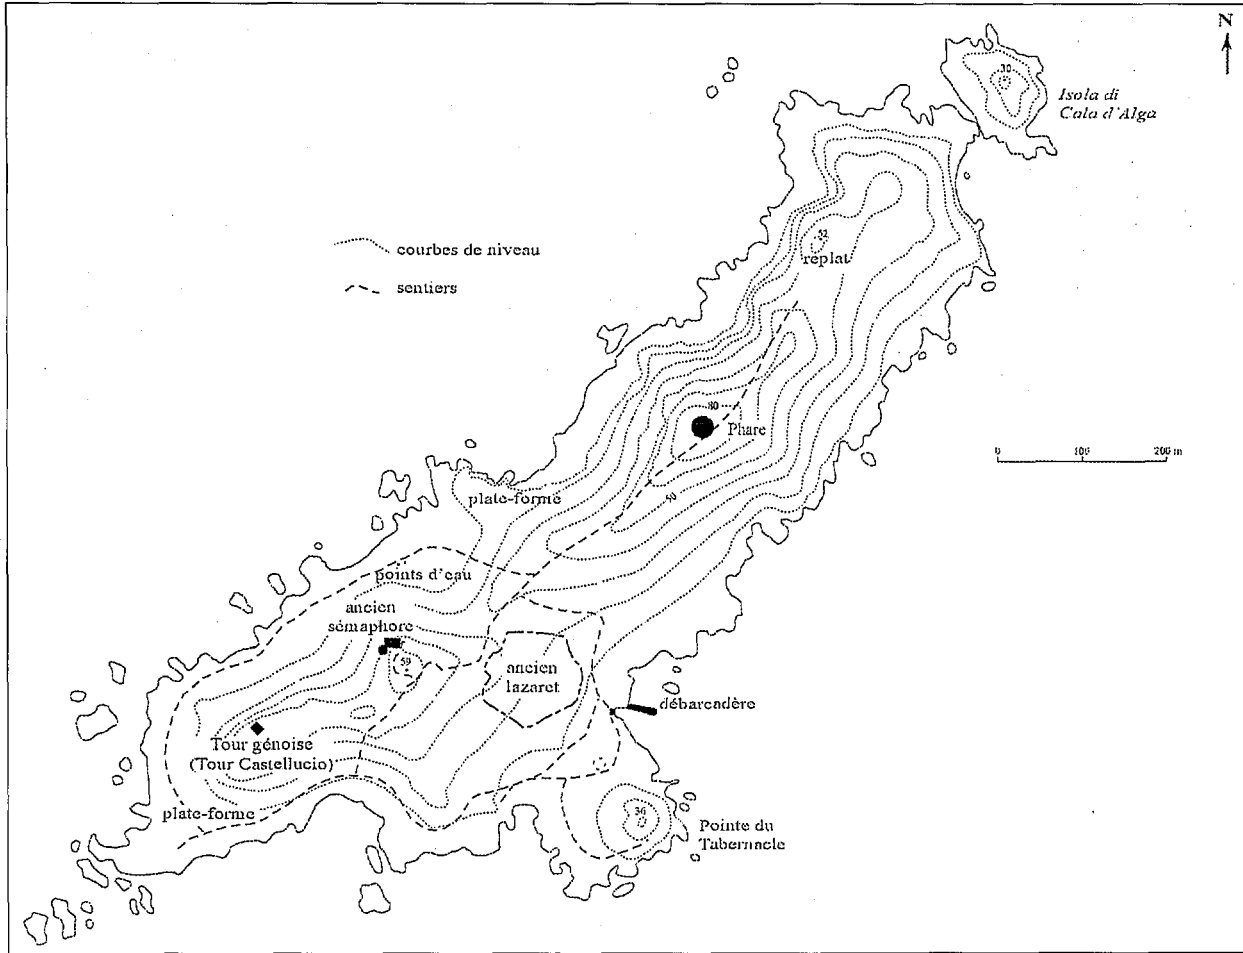 N
30
Isola di
Cala d'Alga
52
replat
courbes de niveau
sentiers
80
Phare
0 100 200 m
50
plate-forme
points d'eau
ancien
sémaphore
59
ancien
lazaret
débarcadère
Tour génoise
(Tour Castellucio)
plate-forme
36
Pointe du
Tabernacle